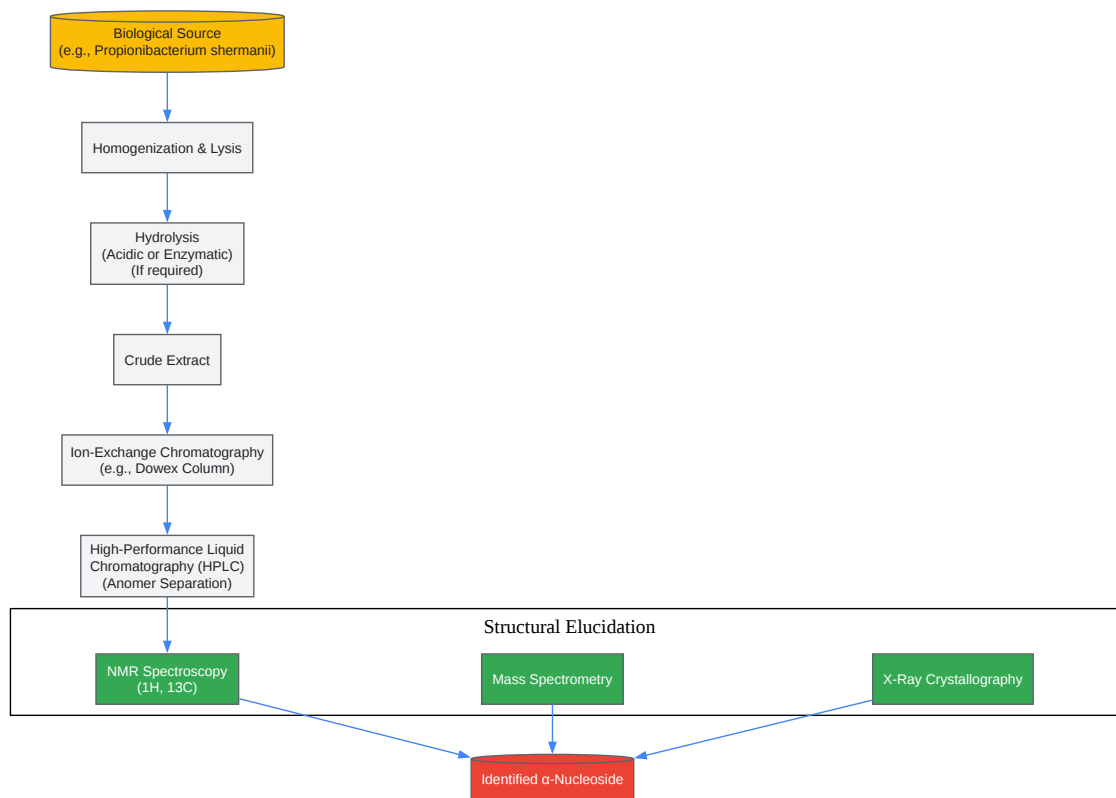 Biological Source
(e.g., Propionibacterium shermanii)
Homogenization & Lysis
Hydrolysis
(Acidic or Enzymatic)
(If required)
Crude Extract
Ion-Exchange Chromatography
(e.g., Dowex Column)
High-Performance Liquid
Chromatography (HPLC)
(Anomer Separation)
Structural Elucidation
NMR Spectroscopy
(1H, 13C)
Mass Spectrometry
X-Ray Crystallography
Identified α-Nucleoside